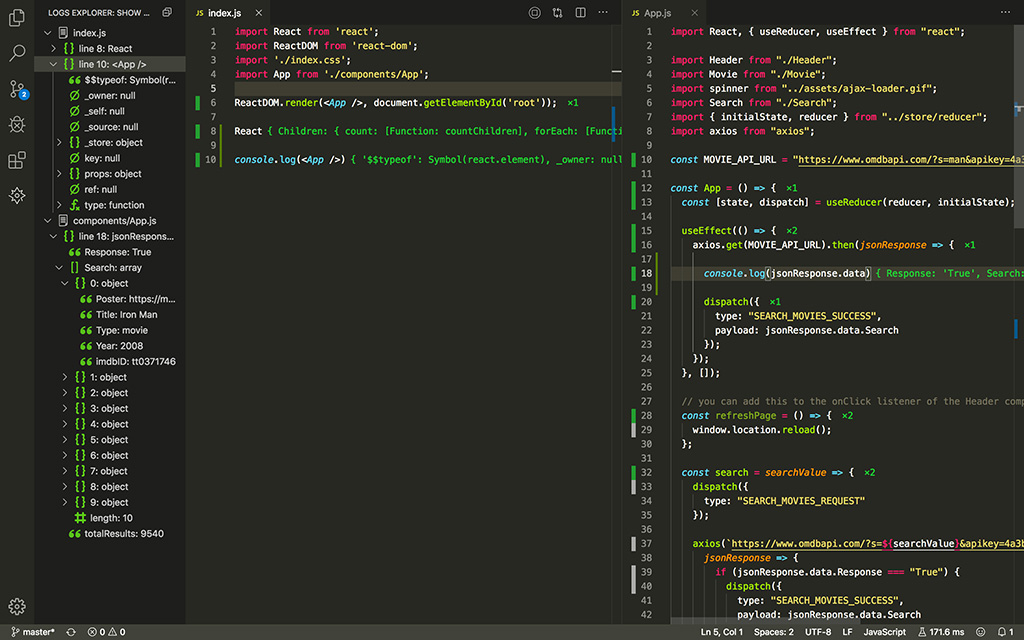 LOGS EXPLORER: SHOW ...
index.js
line 8: React
line 10: <App />
$$typeof: Symbol(r...
_owner: null
_self: null
_source: null
_store: object
key: null
props: object
ref: null
type: function
components/App.js
line 18: jsonRespons...
Response: True
Search: array
0: object
Poster: https://m...
Title: Iron Man
Type: movie
Year: 2008
imdbID: tt0371746
1: object
2: object
3: object
4: object
5: object
6: object
7: object
8: object
9: object
length: 10
totalResults: 9540
2
JS index.js
1 import React from 'react';
2 import ReactDOM from 'react-dom';
3 import './index.css';
4 import App from './components/App';
5
6 ReactDOM.render(<App />, document.getElementById('root')); ×1
7
8 React { Children: { count: [Function: countChildren], forEach: [Functi
9
10 console.log(<App />) { '$$typeof': Symbol(react.element), _owner: null
JS App.js
1 import React, { useReducer, useEffect } from "react";
2
3 import Header from "./Header";
4 import Movie from "./Movie";
5 import spinner from "../assets/ajax-loader.gif";
6 import Search from "./Search";
7 import { initialState, reducer } from "../store/reducer";
8 import axios from "axios";
9
10 const MOVIE_API_URL = "https://www.omdbapi.com/?s=man&apikey=4a3
11
12 const App = () => { ×1
13 const [state, dispatch] = useReducer(reducer, initialState);
14
15 useEffect(() => { ×2
16 axios.get(MOVIE_API_URL).then(jsonResponse => { ×1
17
18 console.log(jsonResponse.data) { Response: 'True', Search:
19
20 dispatch({ ×1
21 type: "SEARCH_MOVIES_SUCCESS",
22 payload: jsonResponse.data.Search
23 });
24 });
25 }, []);
26
27 // you can add this to the onClick listener of the Header comp
28 const refreshPage = () => { ×2
29 window.location.reload();
30 };
31
32 const search = searchValue => { ×2
33 dispatch({
34 type: "SEARCH_MOVIES_REQUEST"
35 });
36
37 axios(`https://www.omdbapi.com/?s=${searchValue}&apikey=4a3b
38 jsonResponse => {
39 if (jsonResponse.data.Response === "True") {
40 dispatch({
41 type: "SEARCH_MOVIES_SUCCESS",
42 payload: jsonResponse.data.Search
master* 0 0 Ln 5, Col 1 Spaces: 2 UTF-8 LF JavaScript 171.6 ms 1